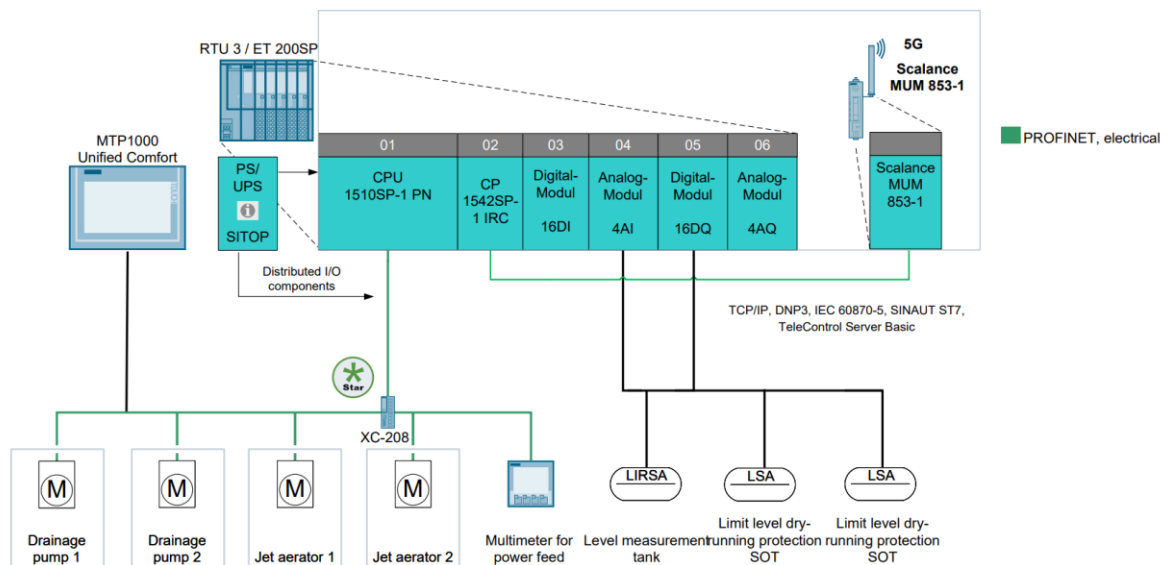 RTU 3 / ET 200SP
5G
Scalance
MUM 853-1
MTP1000
Unified Comfort
PROFINET, electrical
PS/
UPS
SITOP
01
CPU
1510SP-1 PN
02
CP
1542SP-
1 IRC
03
Digital-
Modul
16DI
04
Analog-
Modul
4AI
05
Digital-
Modul
16DQ
06
Analog-
Modul
4AQ
Scalance
MUM
853-1
Distributed I/O
components
TCP/IP, DNP3, IEC 60870-5, SINAUT ST7,
TeleControl Server Basic
Star
XC-208
M
M
M
M
LIRSA
LSA
LSA
Drainage
pump 1
Drainage
pump 2
Jet aerator 1
Jet aerator 2
Multimeter for
power feed
Level measurement
tank
Limit level dry-
running protection
SOT
Limit level dry-
running protection
SOT